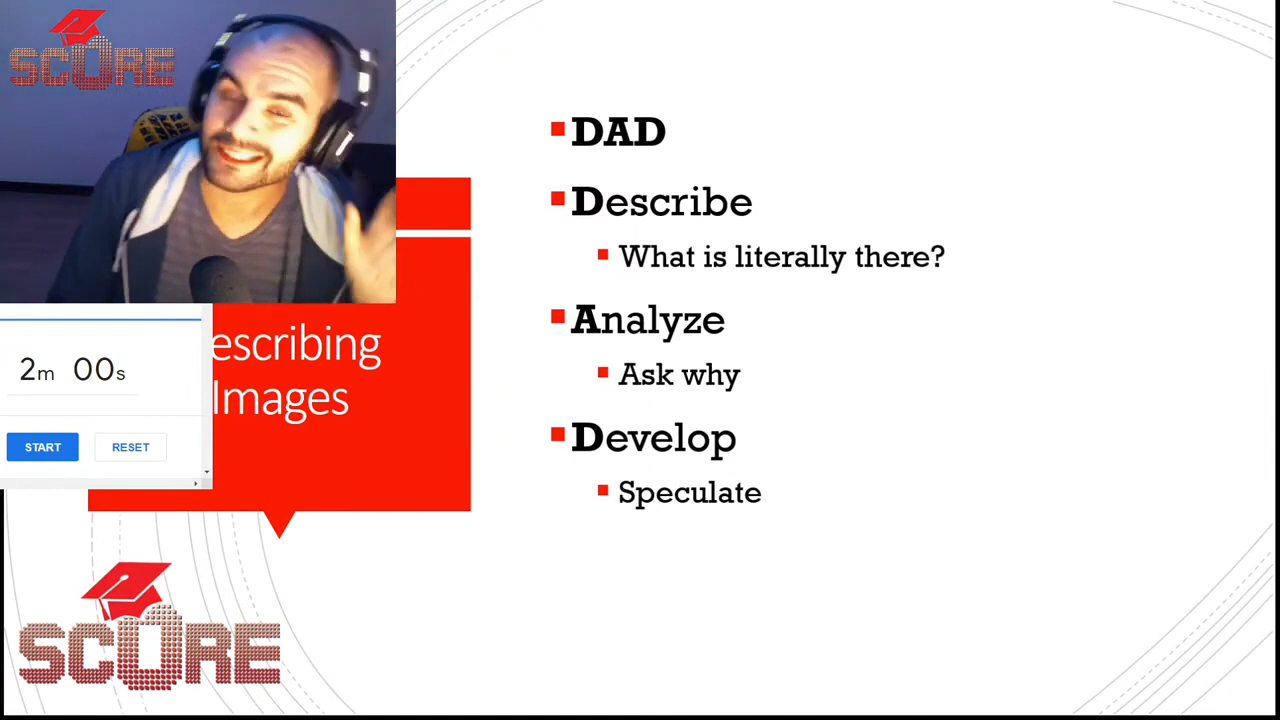 SCORE
DAD
Describe
What is literally there?
Analyze
Ask why
Develop
Speculate
escribing
Images
2m 00s
START
RESET
SCORE